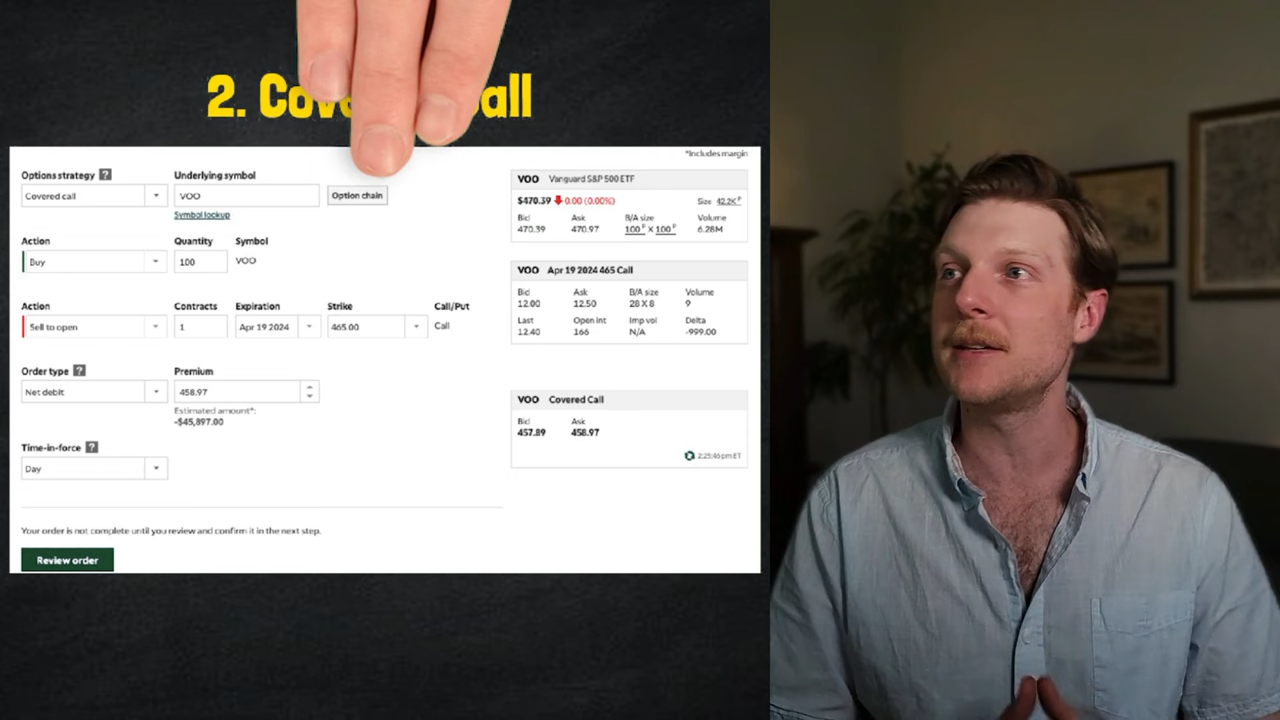 2. Cov all
*Includes margin
Options strategy ?
Underlying symbol
Covered call
VOO
Option chain
Symbol lookup
Action
Quantity
Symbol
Buy
100
VOO
Action
Contracts
Expiration
Strike
Call/Put
Sell to open
1
Apr 19 2024
465.00
Call
Order type ?
Premium
Net debit
458.97
Estimated amount*:
-$45,897.00
Time-in-force ?
Day
Your order is not complete until you review and confirm it in the next step.
Review order
VOO Vanguard S&P 500 ETF
$470.39 0.00 (0.00%) Size 42.2K P
Bid Ask B/A size Volume
470.39 470.97 100 P X 100 P 6.28M
VOO Apr 19 2024 465 Call
Bid Ask B/A size Volume
12.00 12.50 28 X 8 9
Last Open int Imp vol Delta
12.40 166 N/A -999.00
VOO Covered Call
Bid Ask
457.89 458.97
2:25:45pm ET